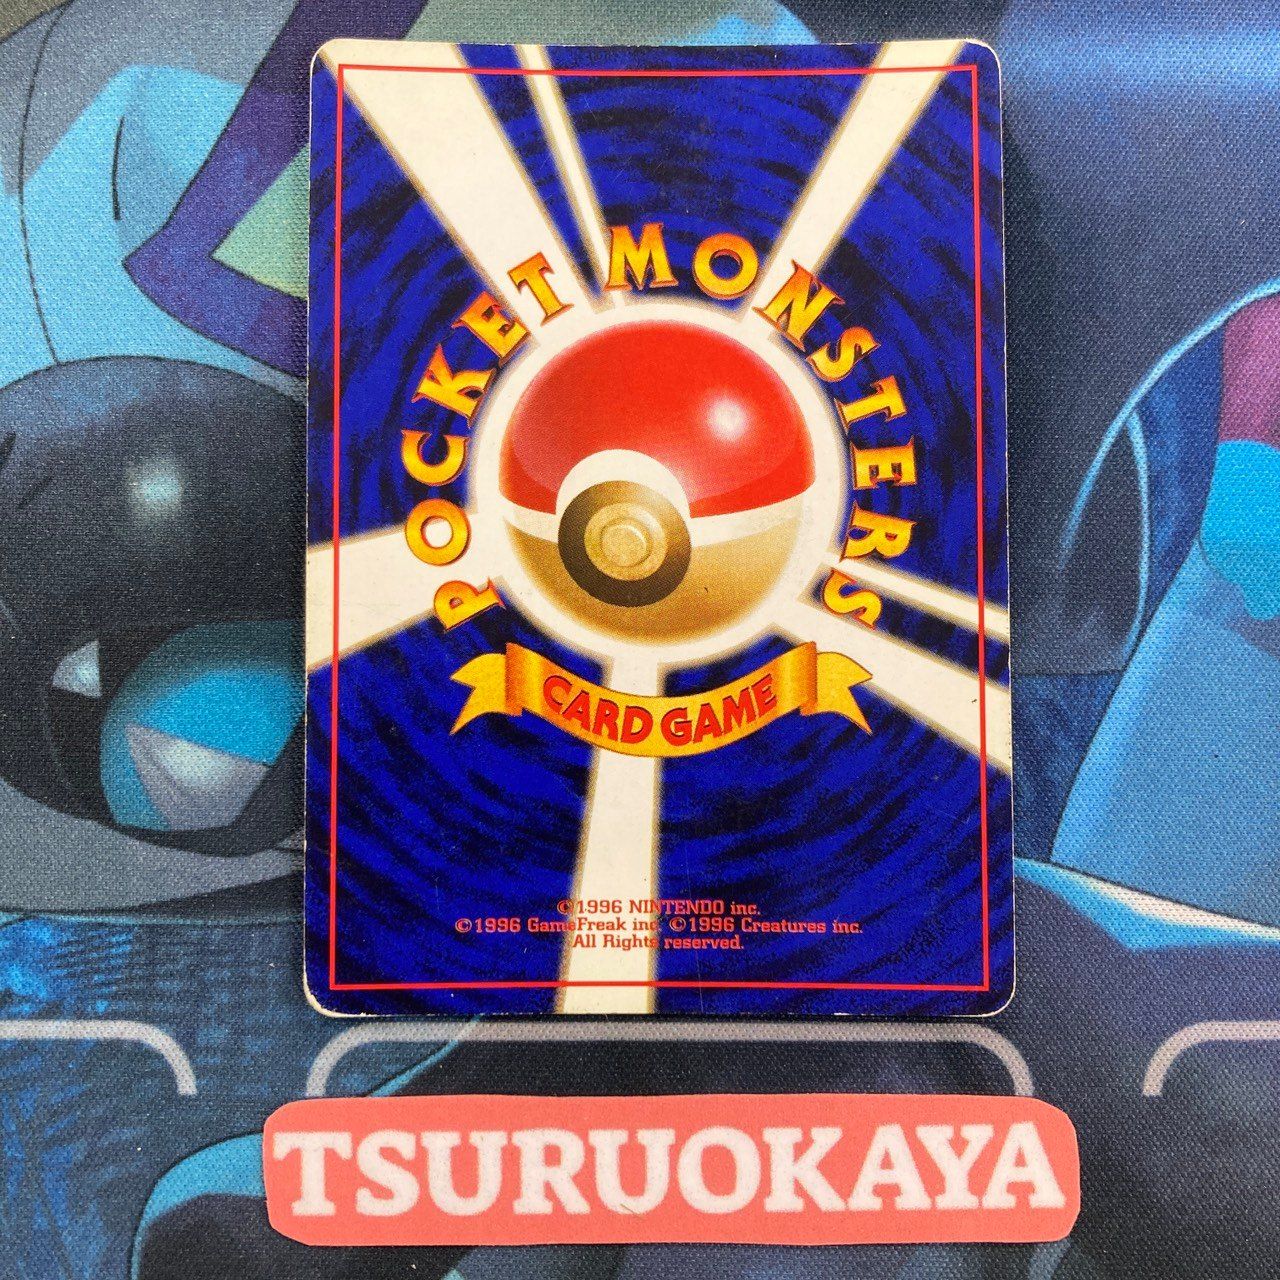 POCKET MONSTERS
CARD GAME
©1996 NINTENDO inc.
©1996 GameFreak inc. ©1996 Creatures inc.
All Rights reserved.
TSURUOKAYA